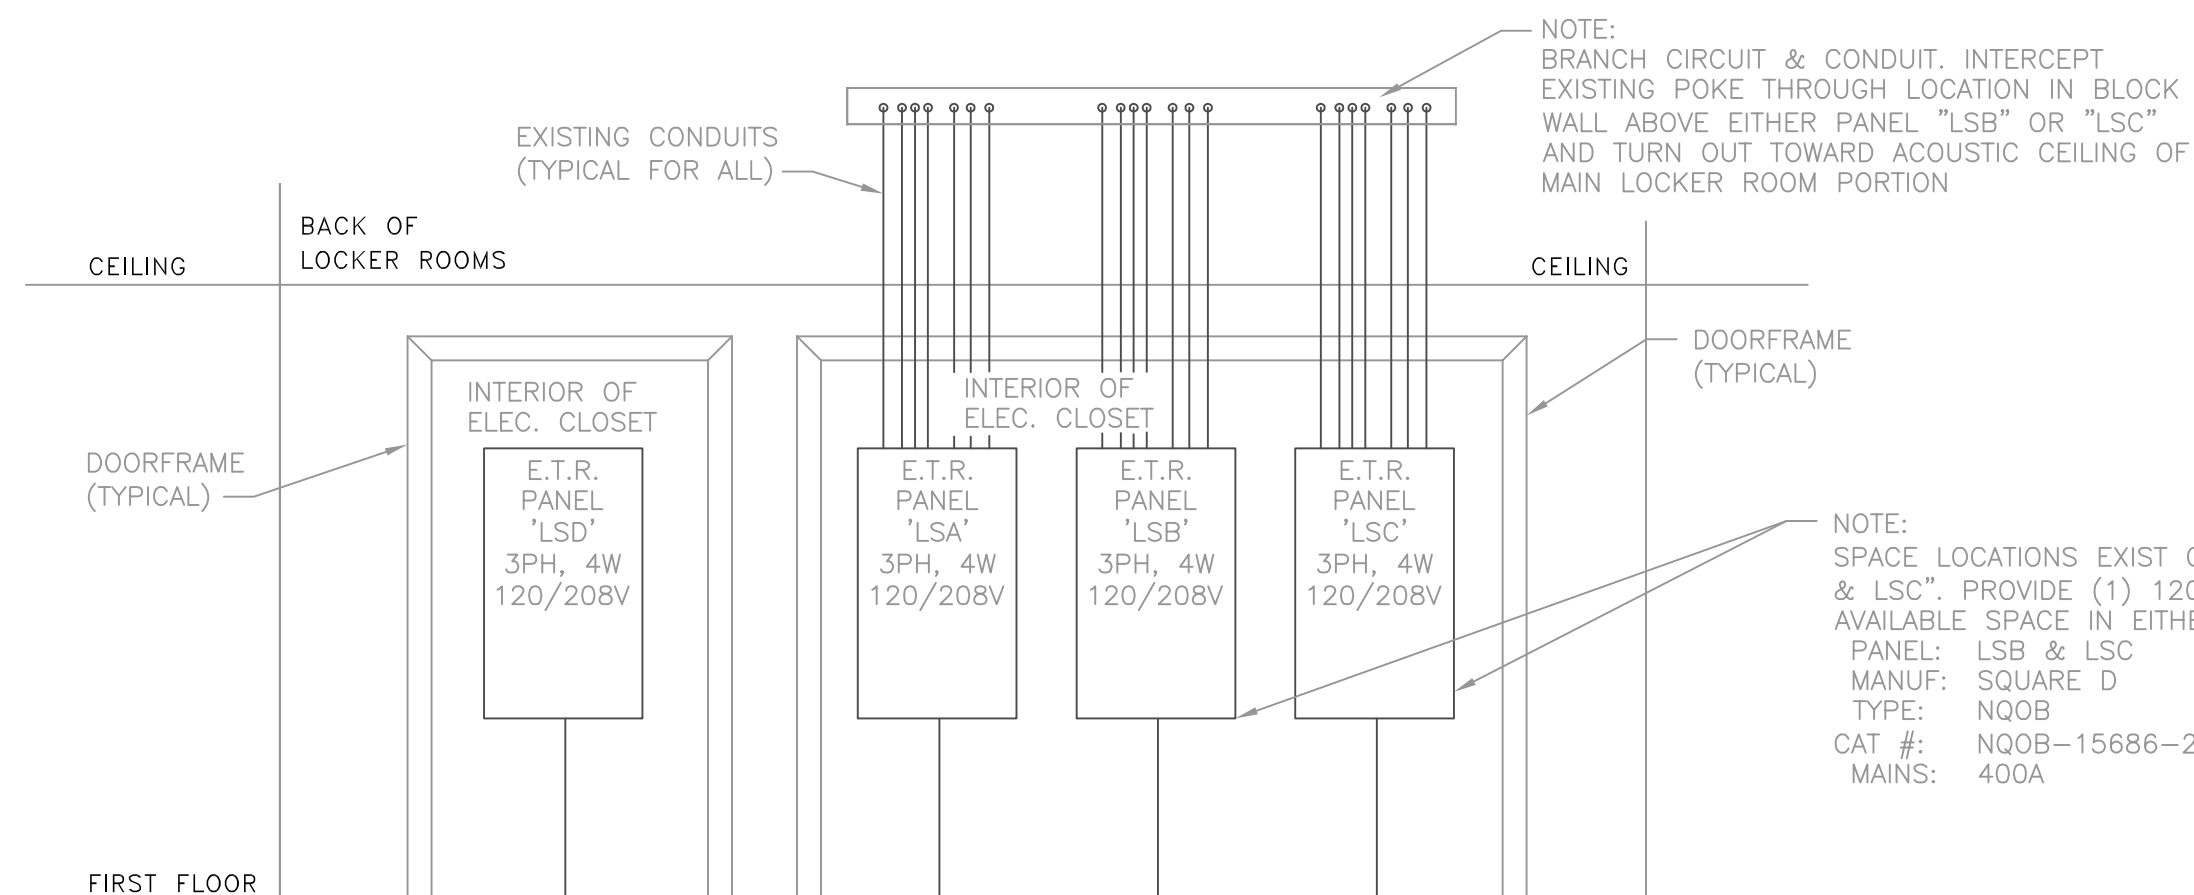 NOTE:
BRANCH CIRCUIT & CONDUIT. INTERCEPT
EXISTING POKE THROUGH LOCATION IN BLOCK
WALL ABOVE EITHER PANEL ”LSB” OR ”LSC”
AND TURN OUT TOWARD ACOUSTIC CEILING OF
MAIN LOCKER ROOM PORTION
EXISTING CONDUITS
(TYPICAL FOR ALL)
BACK OF
LOCKER ROOMS
CEILING
CEILING
DOORFRAME
(TYPICAL)
INTERIOR OF
ELEC. CLOSET
INTERIOR OF
ELEC. CLOSET
DOORFRAME
(TYPICAL)
E.T.R.
PANEL
’LSD’
3PH, 4W
120/208V
E.T.R.
PANEL
’LSA’
3PH, 4W
120/208V
E.T.R.
PANEL
’LSB’
3PH, 4W
120/208V
E.T.R.
PANEL
’LSC’
3PH, 4W
120/208V
NOTE:
SPACE LOCATIONS EXIST
& LSC”. PROVIDE (1) 120
AVAILABLE SPACE IN
PANEL: LSB & LSC
MANUF: SQUARE D
TYPE: NQOB
CAT #: NQOB-15686-2
MAINS: 400A
FIRST FLOOR